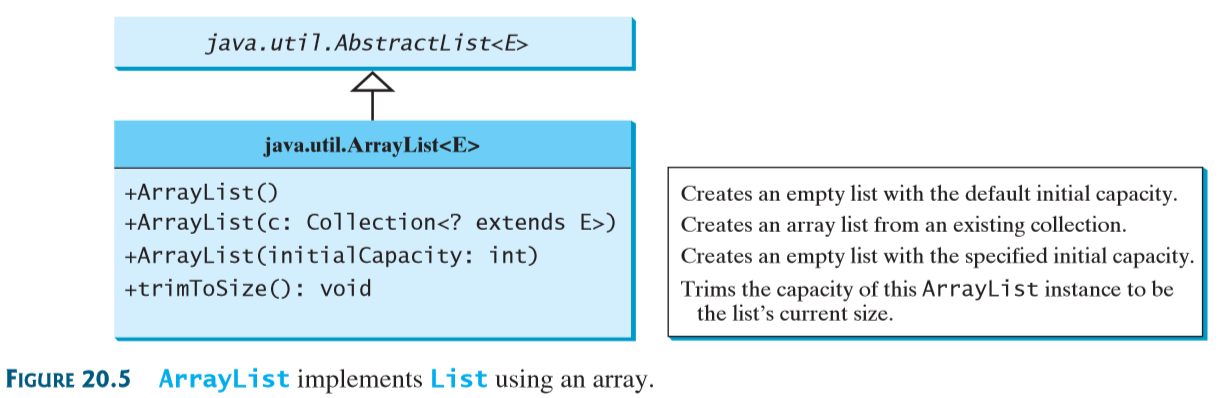 java.util.AbstractList<E>
java.util.ArrayList<E>
+ArrayList()
+ArrayList(c: Collection<? extends E>)
+ArrayList(initialCapacity: int)
+trimToSize(): void
Creates an empty list with the default initial capacity.
Creates an array list from an existing collection.
Creates an empty list with the specified initial capacity.
Trims the capacity of this ArrayList instance to be
the list’s current size.
FIGURE 20.5 ArrayList implements List using an array.